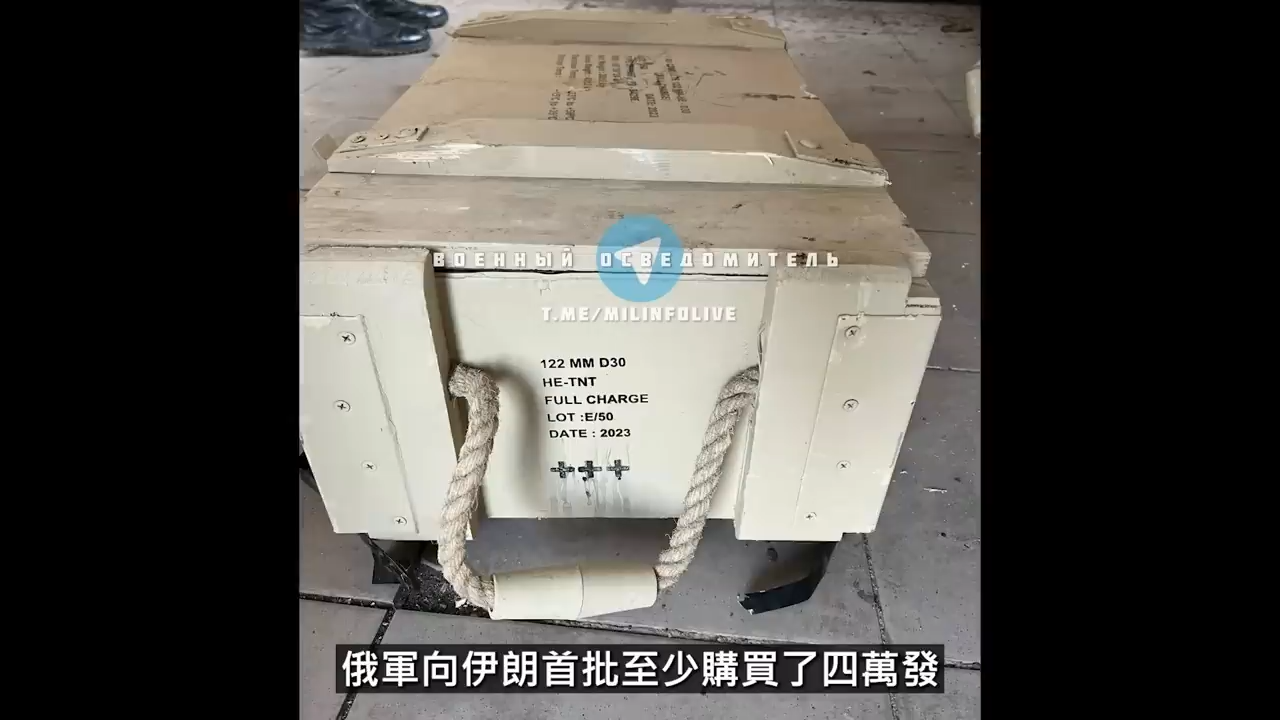 ВОЕННЫЙ ОСВЕДОМИТЕЛЬ
T.ME/MILINFOLIVE
122 MM D30
HE-TNT
FULL CHARGE
LOT :E/50
DATE : 2023
俄軍向伊朗首批至少購買了四萬發